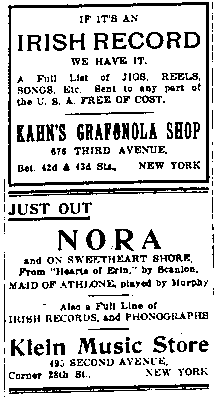 IF IT'S AN
IRISH RECORD
WE HAVE IT.
A Full List of JIGS, REELS,
SONGS, Etc. Sent to any part of
the U. S. A. FREE OF COST.
KAHN'S GRAFONOLA SHOP
676 THIRD AVENUE,
Bet. 42d & 43d Sts., NEW YORK
JUST OUT
NORA
and ON SWEETHEART SHORE,
From "Hearts of Erin," by Scanlon,
MAID OF ATHLONE, played by Murphy
Also a Full Line of
IRISH RECORDS, and PHONOGRAPHS
Klein Music Store
495 SECOND AVENUE,
Corner 28th St., NEW YORK